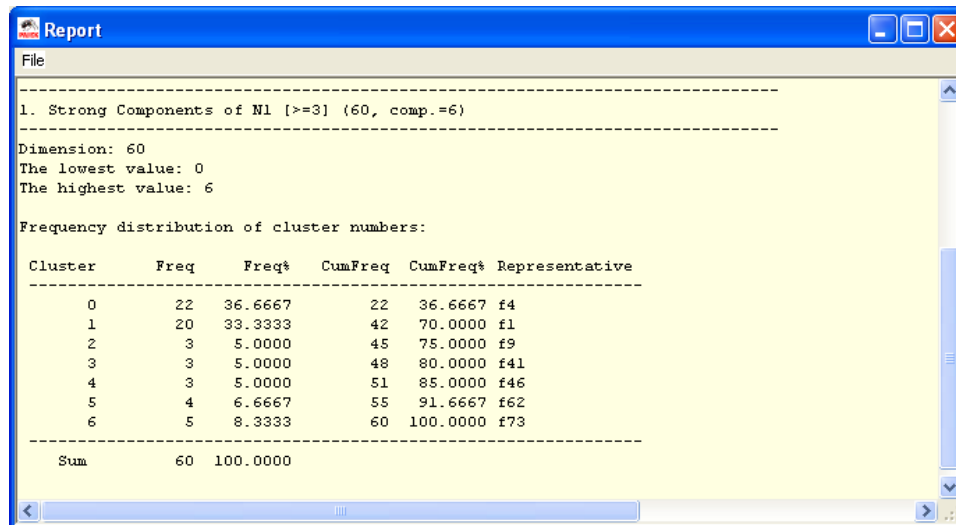 Report
File
--------------------------------------------------------------------------------
1. Strong Components of N1 [>=3] (60, comp.=6)
--------------------------------------------------------------------------------
Dimension: 60
The lowest value: 0
The highest value: 6
Frequency distribution of cluster numbers:
Cluster Freq Freq% CumFreq CumFreq% Representative
----------------------------------------------------------------
0 22 36.6667 22 36.6667 f4
1 20 33.3333 42 70.0000 f1
2 3 5.0000 45 75.0000 f9
3 3 5.0000 48 80.0000 f41
4 3 5.0000 51 85.0000 f46
5 4 6.6667 55 91.6667 f62
6 5 8.3333 60 100.0000 f73
----------------------------------------------------------------
Sum 60 100.0000